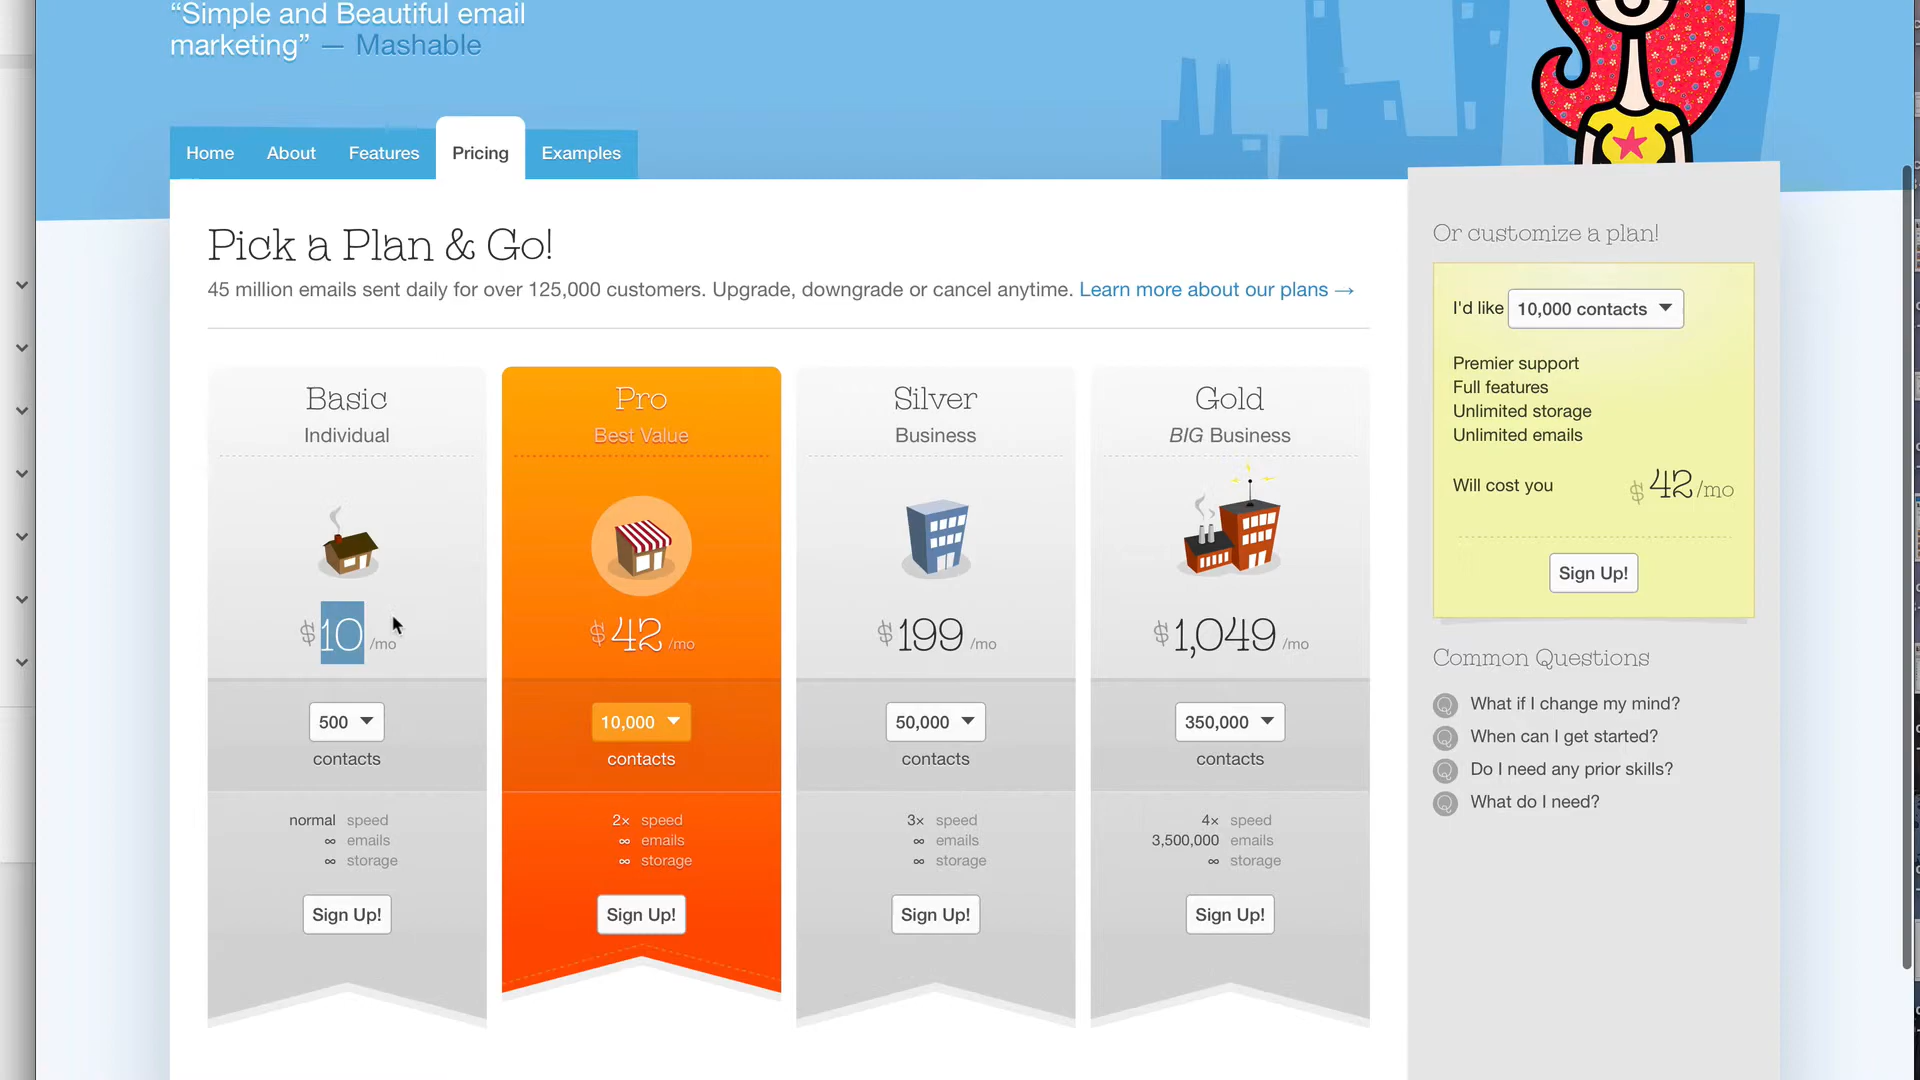 “Simple and Beautiful email
marketing” — Mashable
Home About Features Pricing Examples
Pick a Plan & Go!
45 million emails sent daily for over 125,000 customers. Upgrade, downgrade or cancel anytime. Learn more about our plans →
Basic
Individual
$10 /mo
500
contacts
normal speed
∞ emails
∞ storage
Sign Up!
Pro
Best Value
$42 /mo
10,000
contacts
2× speed
∞ emails
∞ storage
Sign Up!
Silver
Business
$199 /mo
50,000
contacts
3× speed
∞ emails
∞ storage
Sign Up!
Gold
BIG Business
$1,049 /mo
350,000
contacts
4× speed
3,500,000 emails
∞ storage
Sign Up!
Or customize a plan!
I'd like 10,000 contacts
Premier support
Full features
Unlimited storage
Unlimited emails
Will cost you $42/mo
Sign Up!
Common Questions
Q What if I change my mind?
Q When can I get started?
Q Do I need any prior skills?
Q What do I need?